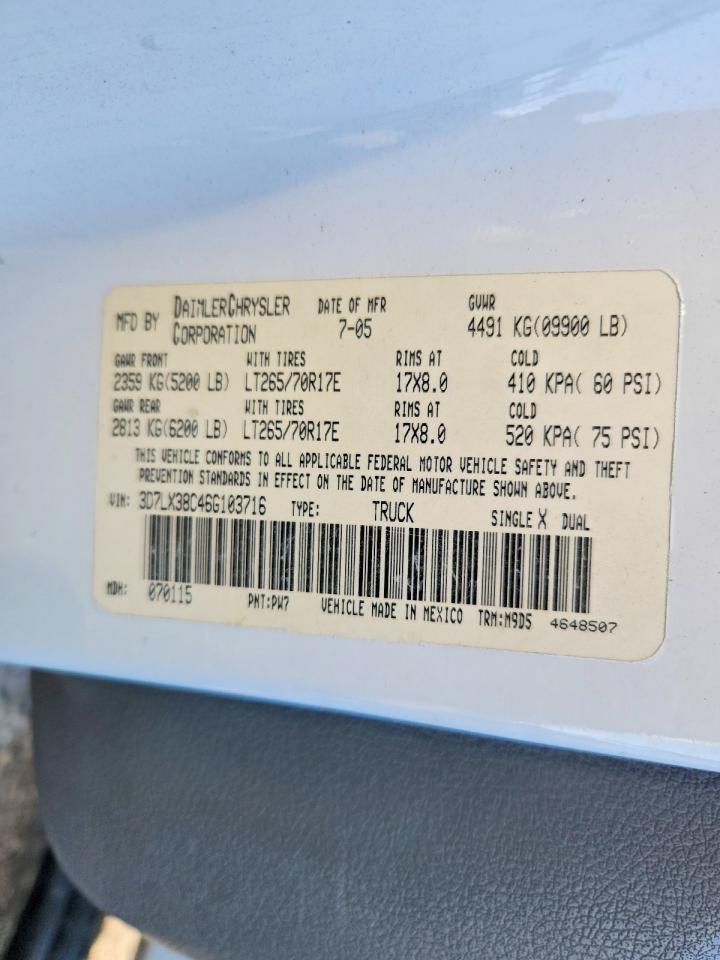 MFD BY DAIMLERCHRYSLER CORPORATION DATE OF MFR 7-05 GVWR 4491 KG(09900 LB)
GAWR FRONT WITH TIRES RIMS AT COLD
2359 KG(5200 LB) LT265/70R17E 17X8.0 410 KPA( 60 PSI)
GAWR REAR WITH TIRES RIMS AT COLD
2813 KG(6200 LB) LT265/70R17E 17X8.0 520 KPA( 75 PSI)
THIS VEHICLE CONFORMS TO ALL APPLICABLE FEDERAL MOTOR VEHICLE SAFETY AND THEFT
PREVENTION STANDARDS IN EFFECT ON THE DATE OF MANUFACTURE SHOWN ABOVE.
VIN: 3D7LX38C46G103716 TYPE: TRUCK SINGLE X DUAL
MDH: 070115 PNT:PW7 VEHICLE MADE IN MEXICO TRM:M9D5 4648507